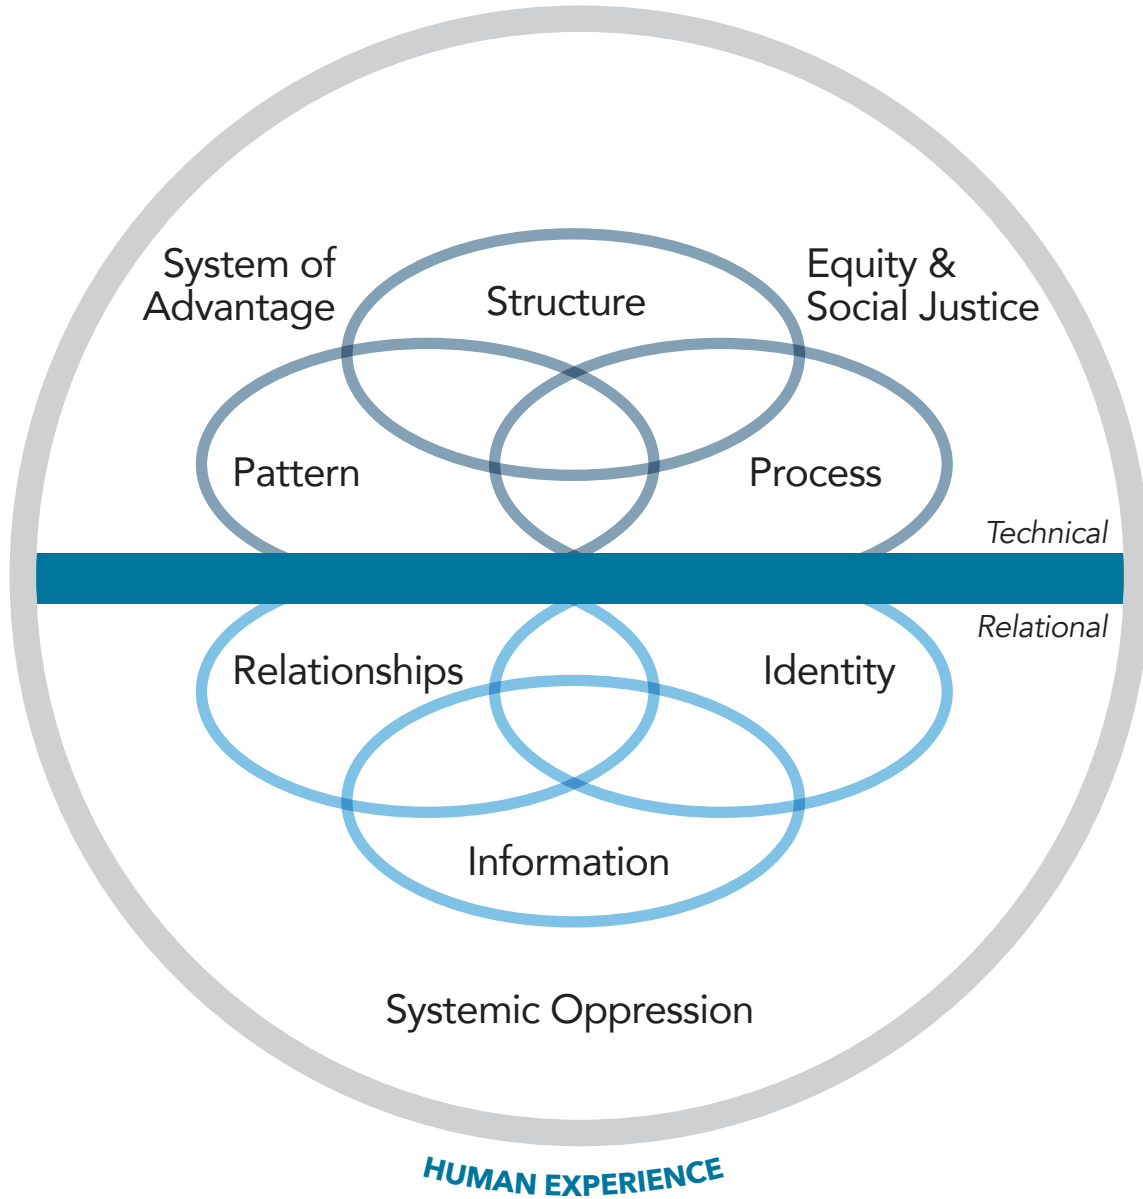 System of
Advantage
Equity &
Social Justice
Structure
Pattern
Process
Technical
Relational
Relationships
Identity
Information
Systemic Oppression
HUMAN EXPERIENCE